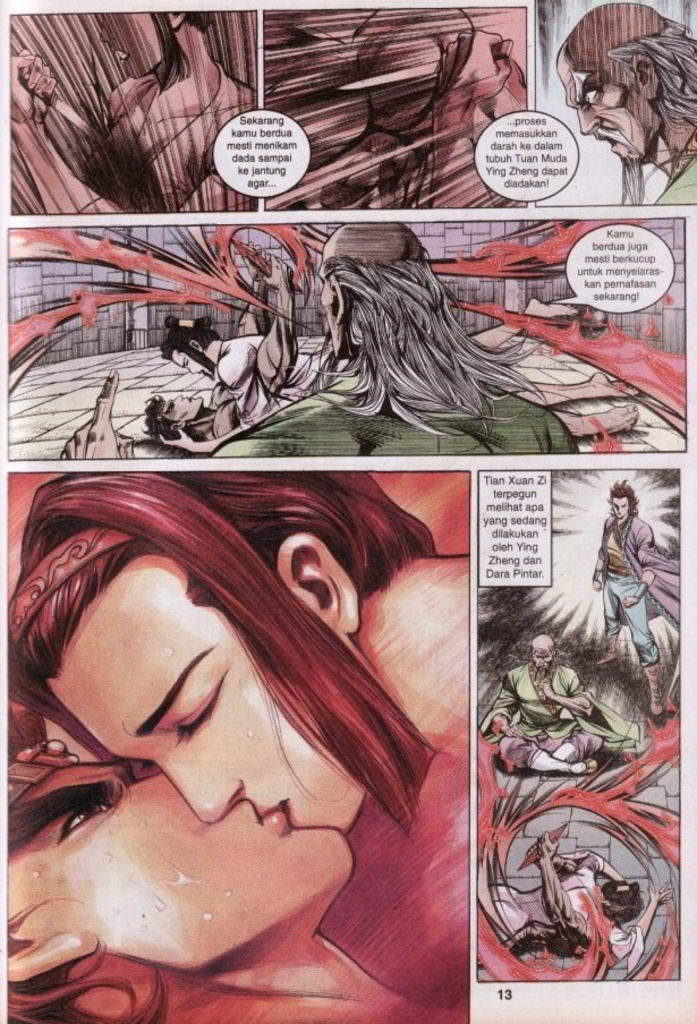 Sekarang
kamu berdua
mesti menikam
dada sampai
ke jantung
agar...
...proses
memasukkan
darah ke dalam
tubuh Tuan Muda
Ying Zheng dapat
diadakan!
Kamu
berdua juga
mesti berkucup
untuk menyelaras-
kan pernafasan
sekarang!
Tian Xuan Zi
terpegun
melihat apa
yang sedang
dilakukan
oleh Ying
Zheng dan
Dara Pintar.
13